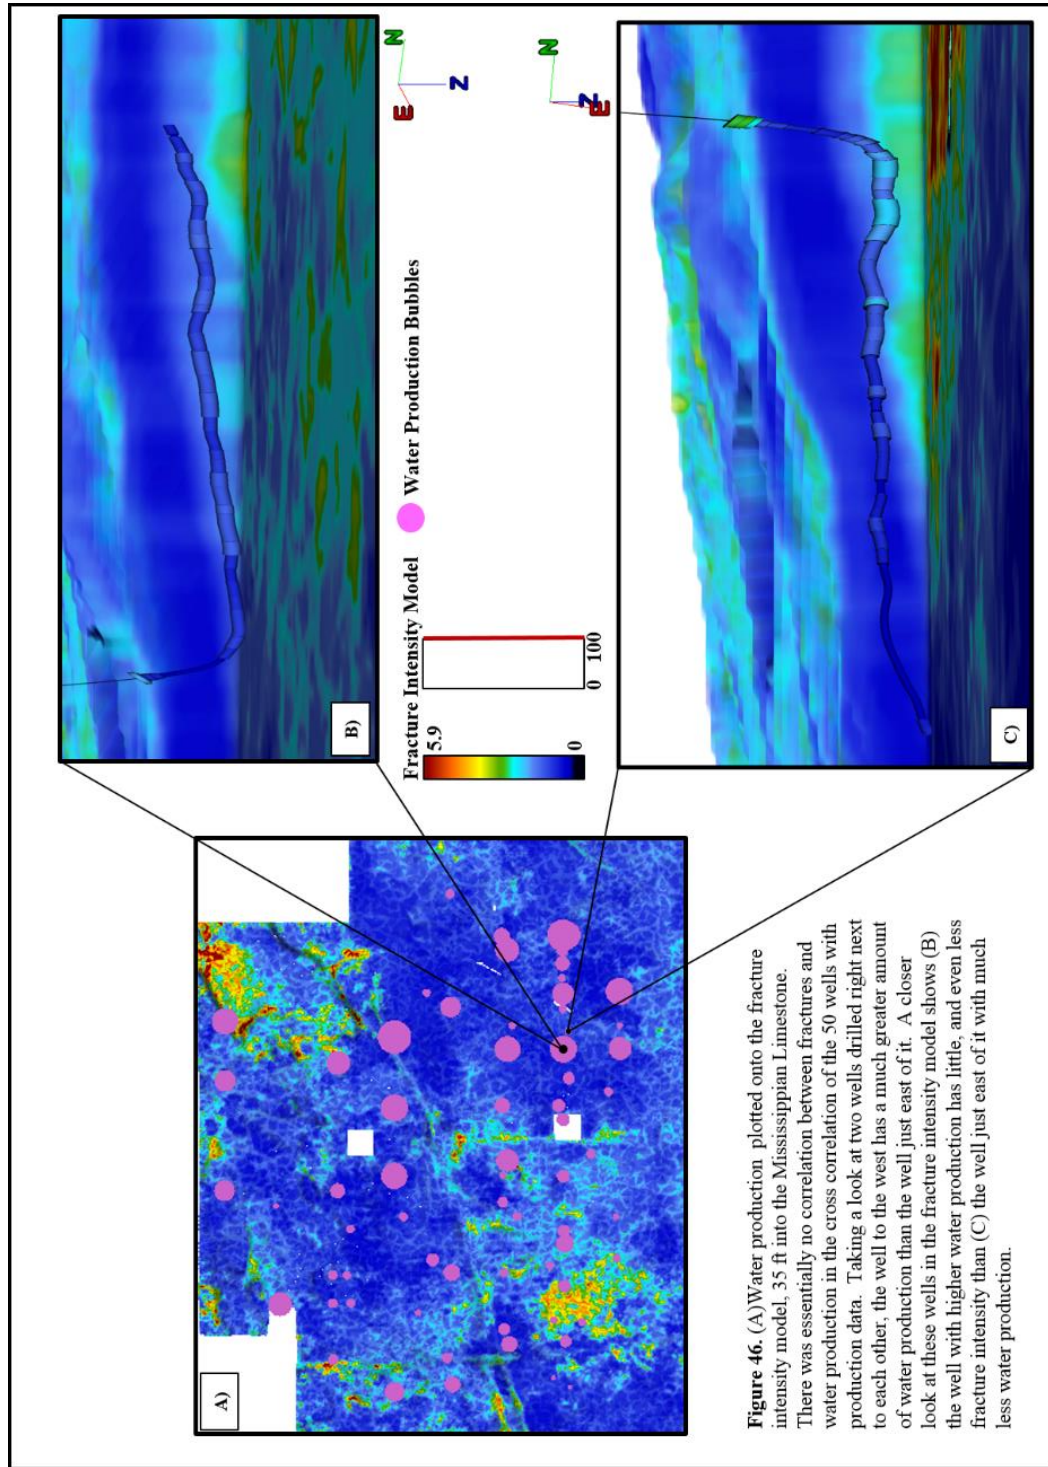 A)
B)
N
Z
E
Fracture Intensity Model
5.9
0
0
100
Water Production Bubbles
C)
N
Z
E
Figure 46. (A)Water production plotted onto the fracture
intensity model, 35 ft into the Mississippian Limestone.
There was essentially no correlation between fractures and
water production in the cross correlation of the 50 wells with
production data. Taking a look at two wells drilled right next
to each other, the well to the west has a much greater amount
of water production than the well just east of it. A closer
look at these wells in the fracture intensity model shows (B)
the well with higher water production has little, and even less
fracture intensity than (C) the well just east of it with much
less water production.